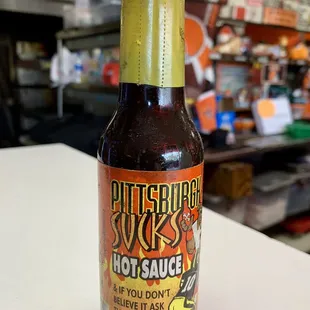 PITTSBURGH
SUCKS
HOT SAUCE
& IF YOU DON'T
BELIEVE IT ASK